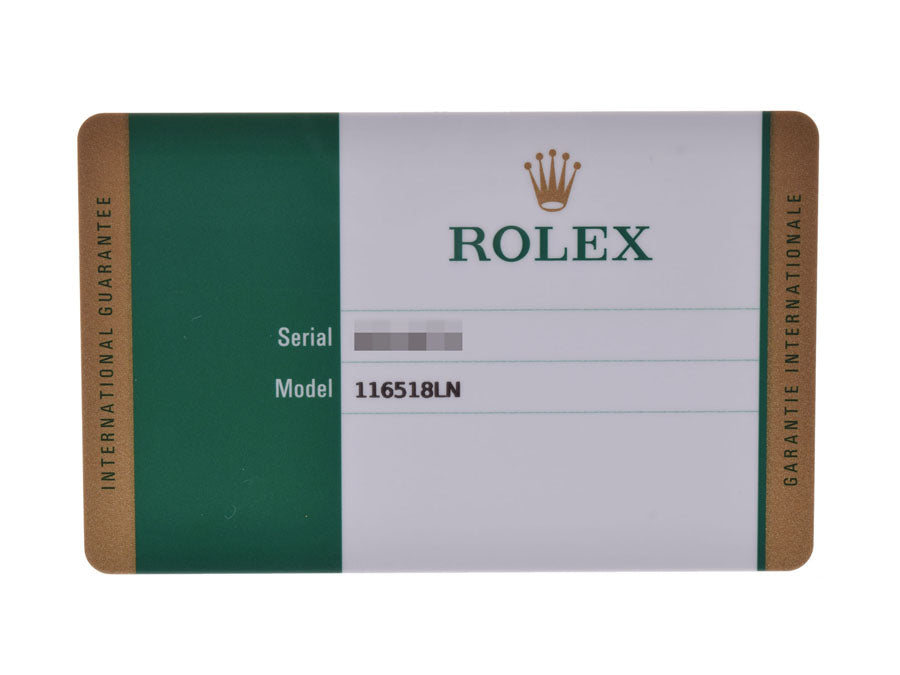 INTERNATIONAL GUARANTEE
ROLEX
Serial
Model 116518LN
GARANTIE INTERNATIONALE